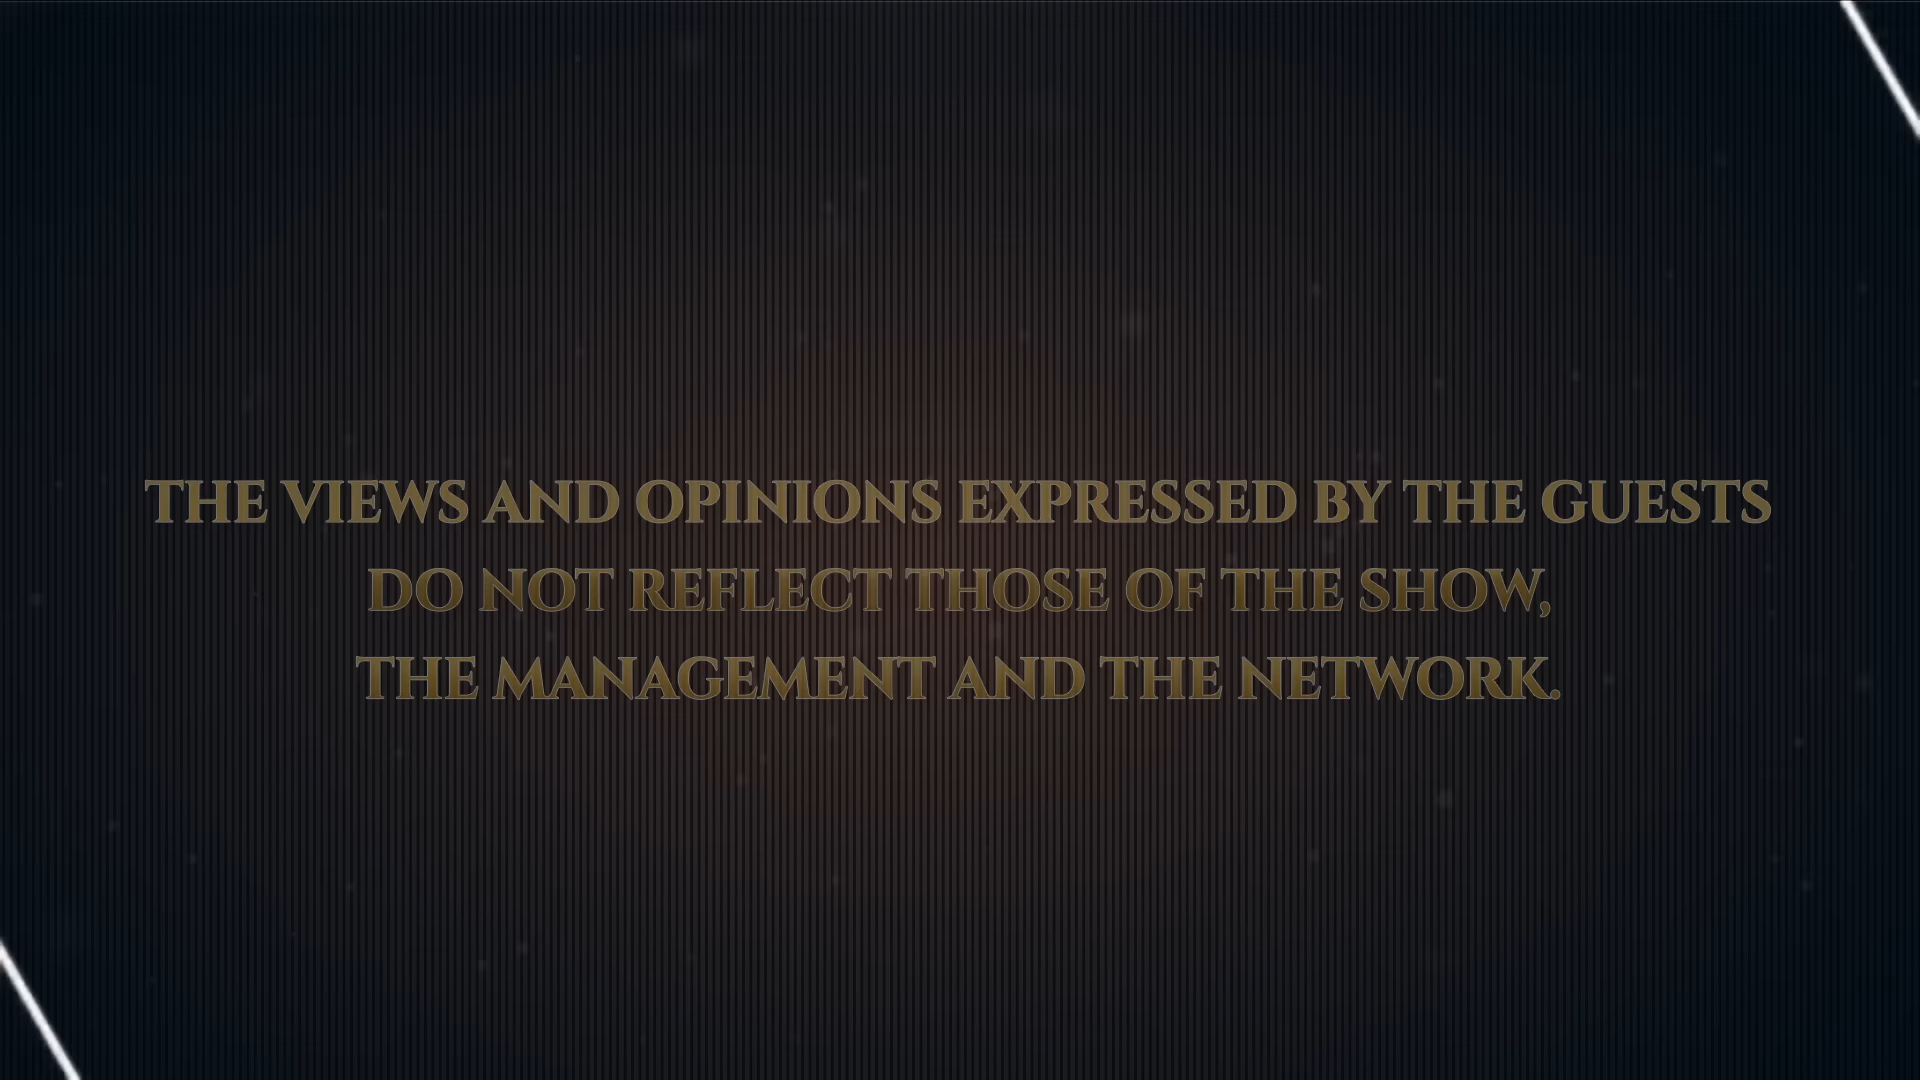 THE VIEWS AND OPINIONS EXPRESSED BY THE GUESTS
DO NOT REFLECT THOSE OF THE SHOW,
THE MANAGEMENT AND THE NETWORK.